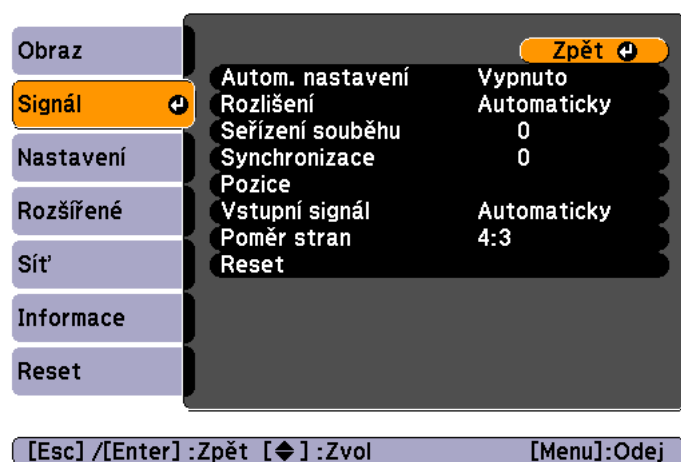 Obraz
Signál
Nastavení
Rozšířené
Síť
Informace
Reset
Zpět
Autom. nastavení Vypnuto
Rozlišení Automaticky
Seřízení souběhu 0
Synchronizace 0
Pozice
Vstupní signál Automaticky
Poměr stran 4:3
Reset
[Esc] /[Enter] :Zpět [◆] :Zvol [Menu]:Odej